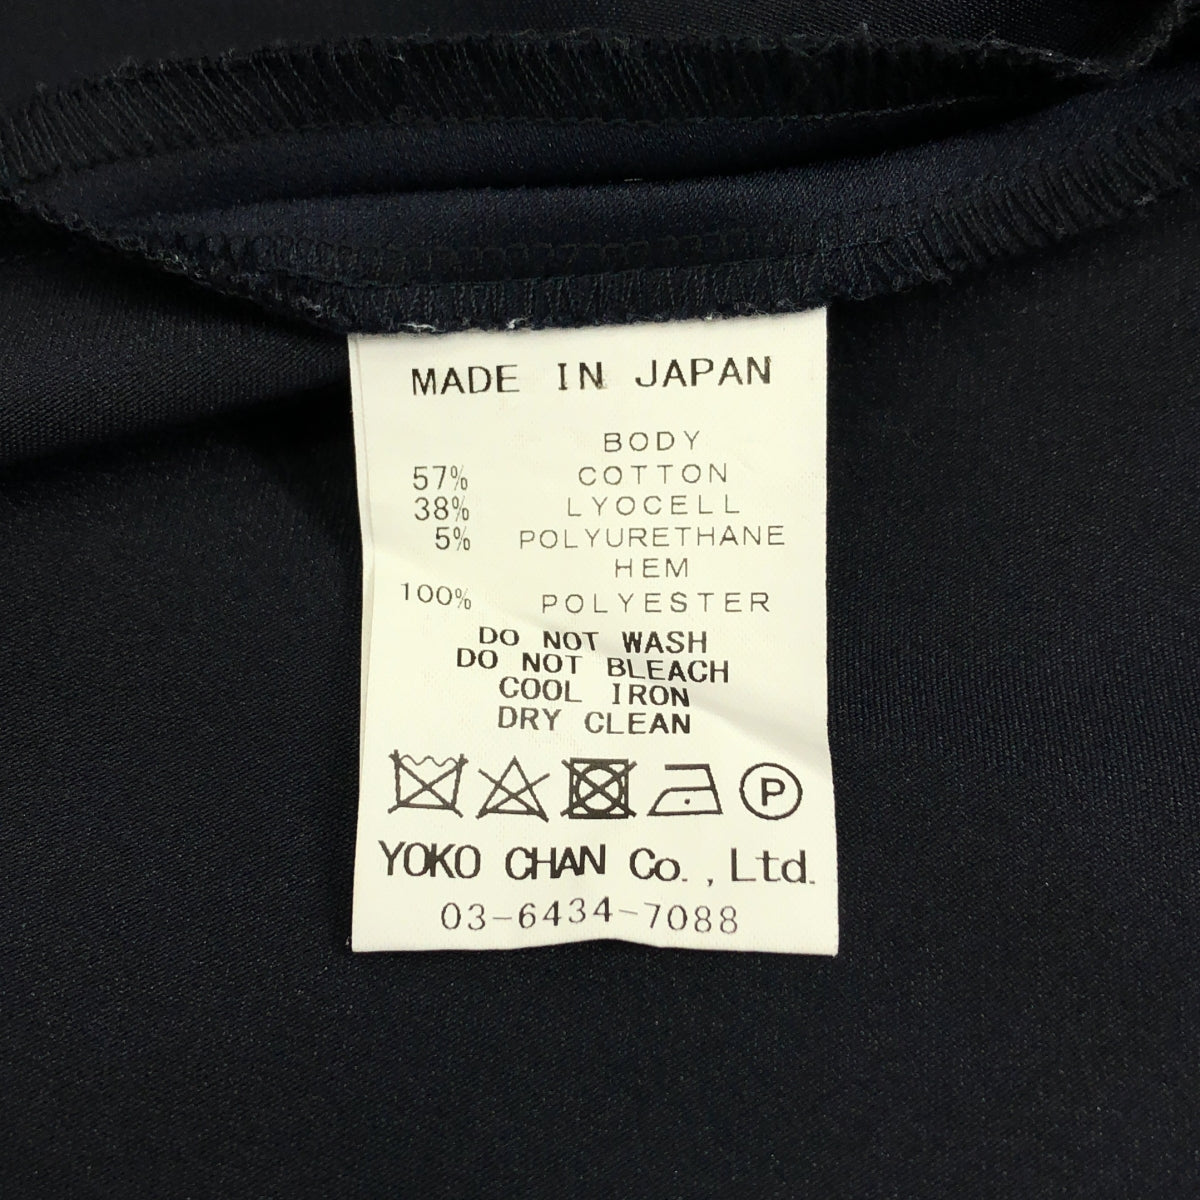 MADE IN JAPAN
BODY
57% COTTON
38% LYOCELL
5% POLYURETHANE
HEM
100% POLYESTER
DO NOT WASH
DO NOT BLEACH
COOL IRON
DRY CLEAN
P
YOKO CHAN Co., Ltd.
03-6434-7088